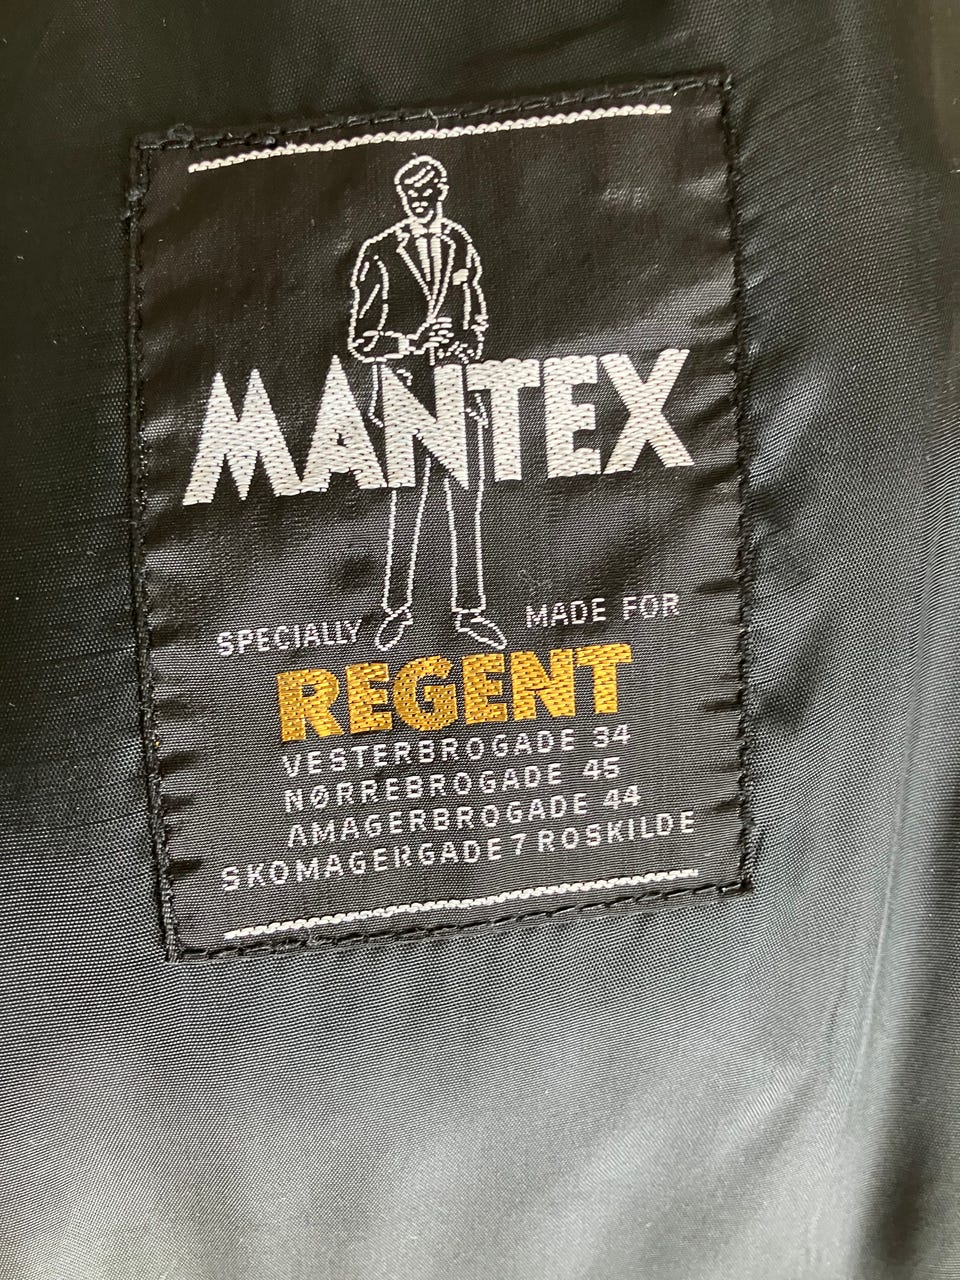 MANTEX
SPECIALLY MADE FOR
REGENT
VESTERBROGADE 34
NØRREBROGADE 45
AMAGERBROGADE 44
SKOMAGERGADE 7 ROSKILDE